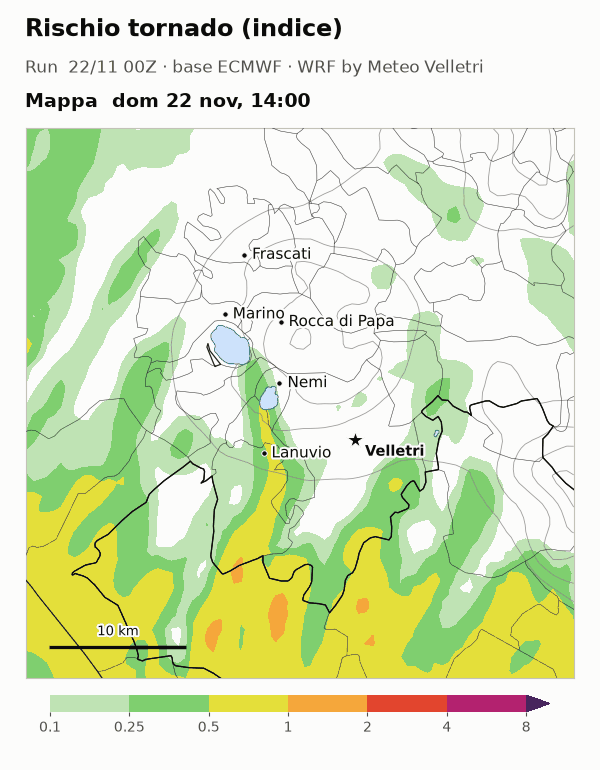 Rischio tornado (indice)
Run  22/11 00Z · base ECMWF · WRF by Meteo Velletri
Mappa  dom 22 nov, 14:00
Frascati
Marino
Rocca di Papa
Nemi
Velletri
Lanuvio
10 km
0.1 0.25 0.5 1 2 4 8